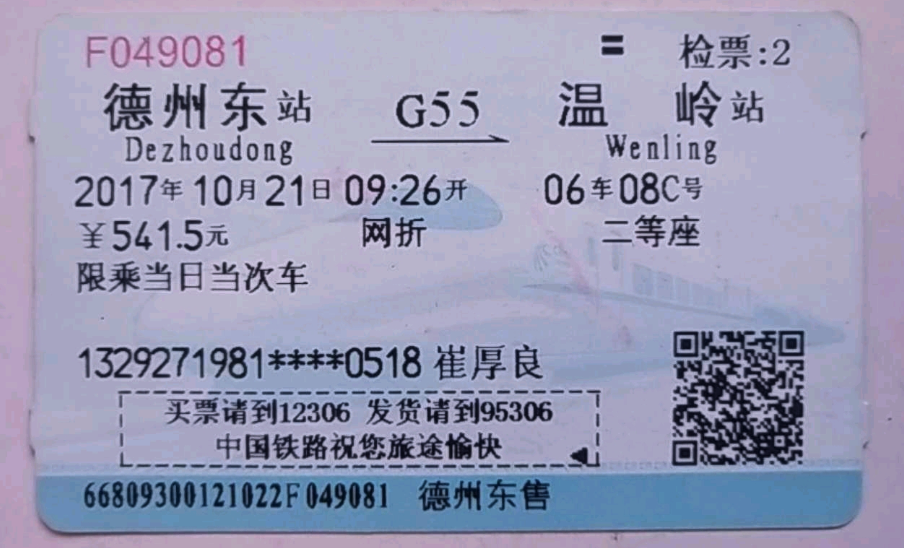 F049081 〓 检票:2
德州东站 G55 温岭站
Dezhoudong Wenling
2017年10月21日09:26开 06车08C号
¥541.5元 网折 二等座
限乘当日当次车
1329271981****0518 崔厚良
买票请到12306 发货请到95306
中国铁路祝您旅途愉快
66809300121022F049081 德州东售